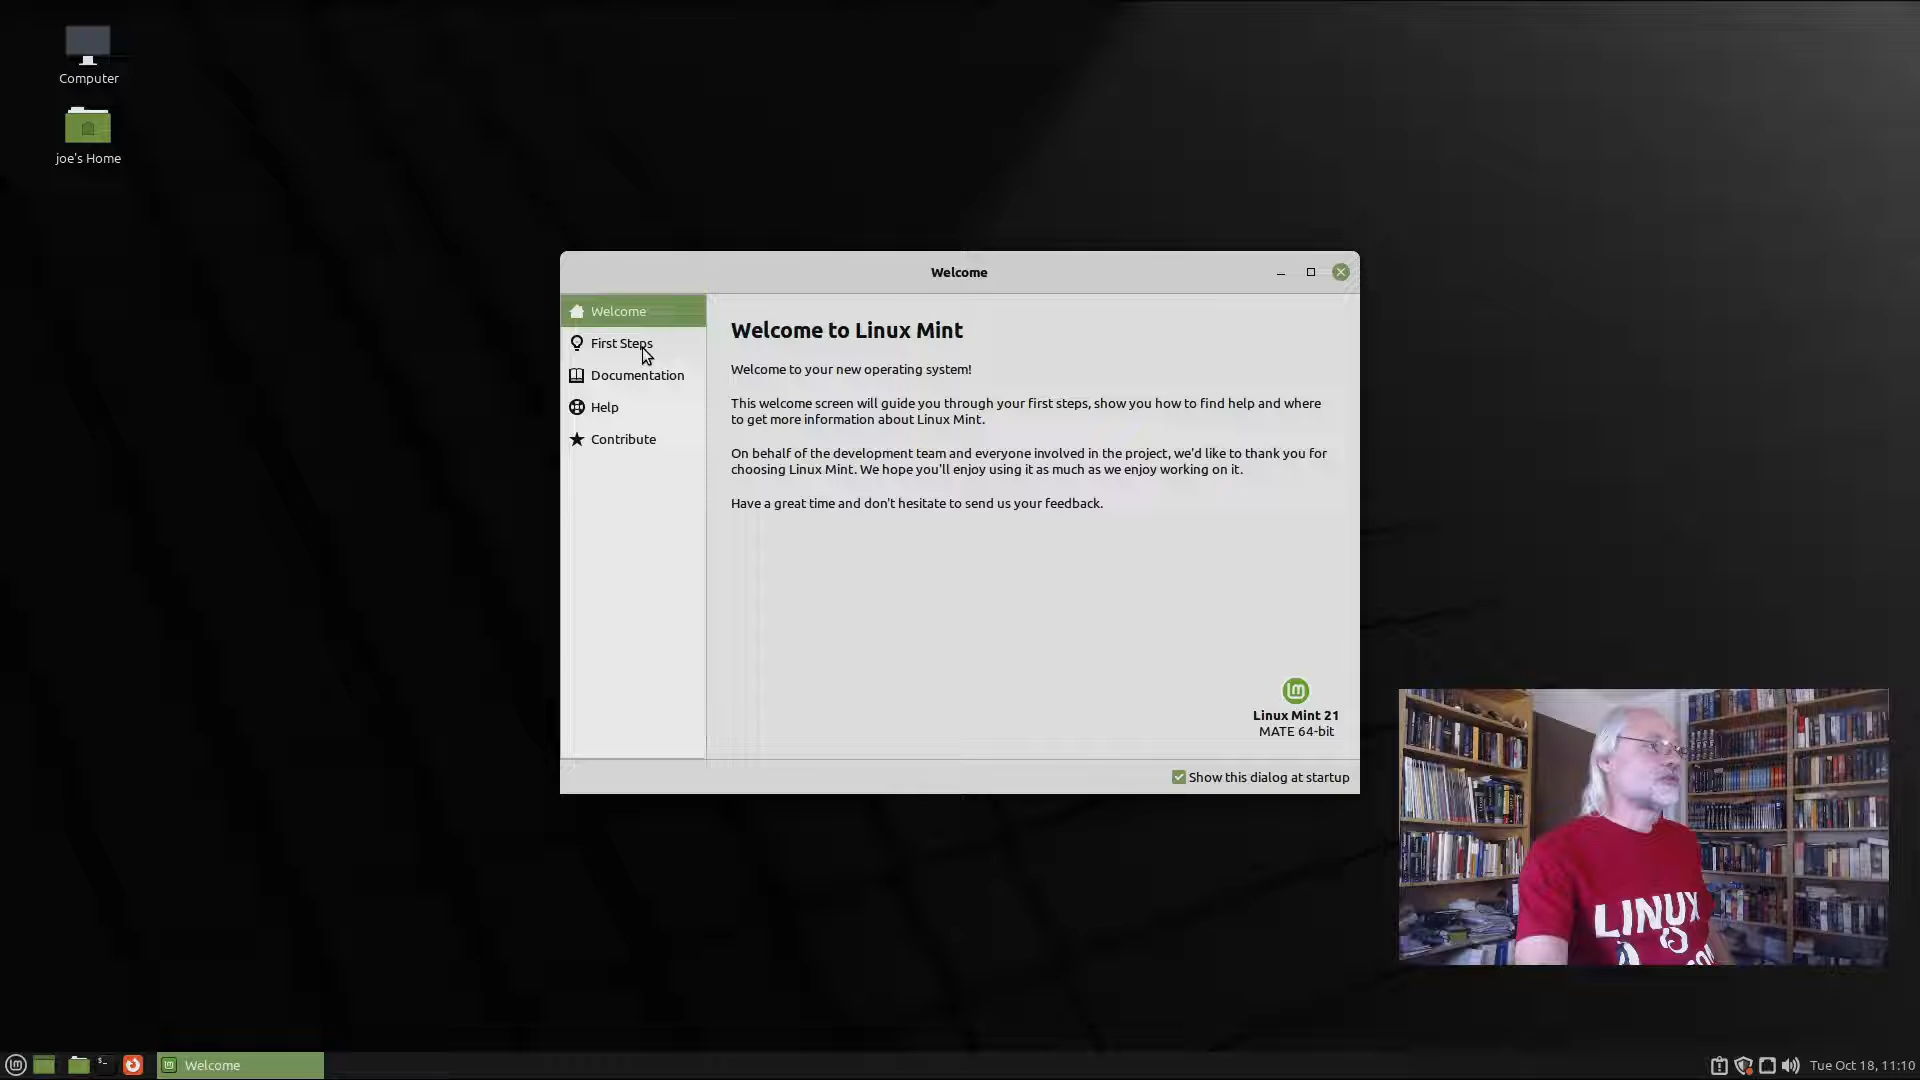 Computer
joe's Home
Welcome
Welcome
First Steps
Documentation
Help
Contribute
Welcome to Linux Mint
Welcome to your new operating system!
This welcome screen will guide you through your first steps, show you how to find help and where
to get more information about Linux Mint.
On behalf of the development team and everyone involved in the project, we'd like to thank you for
choosing Linux Mint. We hope you'll enjoy using it as much as we enjoy working on it.
Have a great time and don't hesitate to send us your feedback.
Linux Mint 21
MATE 64-bit
Show this dialog at startup
LINUX
Welcome
Tue Oct 18, 11:10